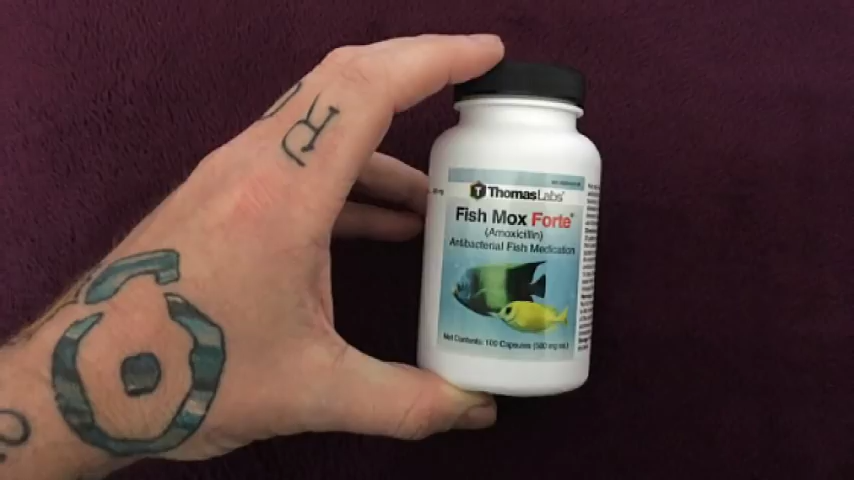 ThomasLabs
Fish Mox Forte
(Amoxicillin)
Antibacterial Fish Medication
Net Contents: 100 Capsules (500 mg ea.)